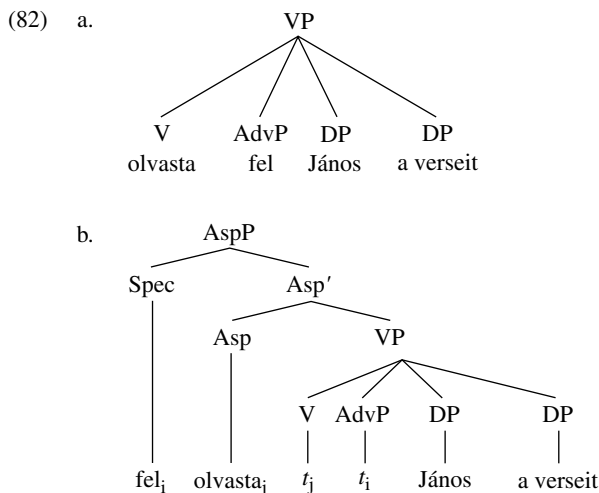 (82) a. VP
V AdvP DP DP
olvasta fel János a verseit
b. AspP
Spec Asp′
Asp VP
V AdvP DP DP
feli olvastaj tj ti János a verseit